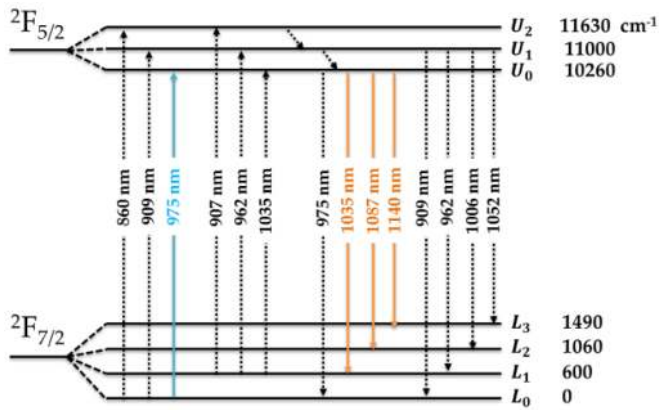 ²F₅/₂
U₂ 11630 cm⁻¹
U₁ 11000
U₀ 10260
860 nm
909 nm
975 nm
907 nm
962 nm
1035 nm
975 nm
1035 nm
1087 nm
1140 nm
909 nm
962 nm
1006 nm
1052 nm
²F₇/₂
L₃ 1490
L₂ 1060
L₁ 600
L₀ 0